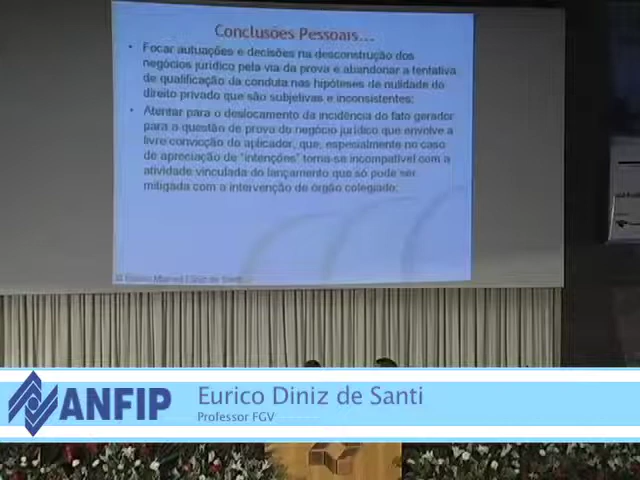 Conclusões Pessoais...
• Focar autuações e decisões na desconstrução dos
negócios jurídico pela via da prova e abandonar a tentativa
de qualificação da conduta nas hipóteses de nulidade do
direito privado que são subjetivas e inconsistentes;
• Atentar para o deslocamento da incidência do fato gerador
para a questão de prova do negócio jurídico que envolve a
livre convicção do aplicador, que, especialmente no caso
de apreciação de "intenções" torna-se incompatível com a
atividade vinculada do lançamento que só pode ser
mitigada com a intervenção de órgão colegiado;
Diniz de Santi
ANFIP
Eurico Diniz de Santi
Professor FGV